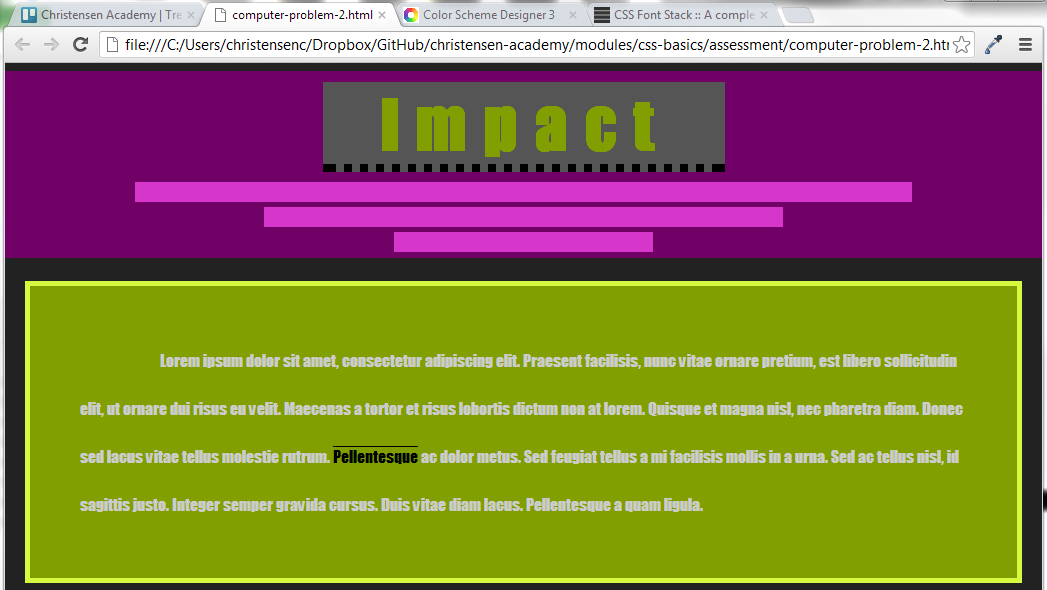 Christensen Academy | Tre
computer-problem-2.html
Color Scheme Designer 3
CSS Font Stack :: A comple
file:///C:/Users/christensenc/Dropbox/GitHub/christensen-academy/modules/css-basics/assessment/computer-problem-2.htm
Impact
Lorem ipsum dolor sit amet, consectetur adipiscing elit. Praesent facilisis, nunc vitae ornare pretium, est libero sollicitudin
elit, ut ornare dui risus eu velit. Maecenas a tortor et risus lobortis dictum non at lorem. Quisque et magna nisl, nec pharetra diam. Donec
sed lacus vitae tellus molestie rutrum. Pellentesque ac dolor metus. Sed feugiat tellus a mi facilisis mollis in a urna. Sed ac tellus nisl, id
sagittis justo. Integer semper gravida cursus. Duis vitae diam lacus. Pellentesque a quam ligula.